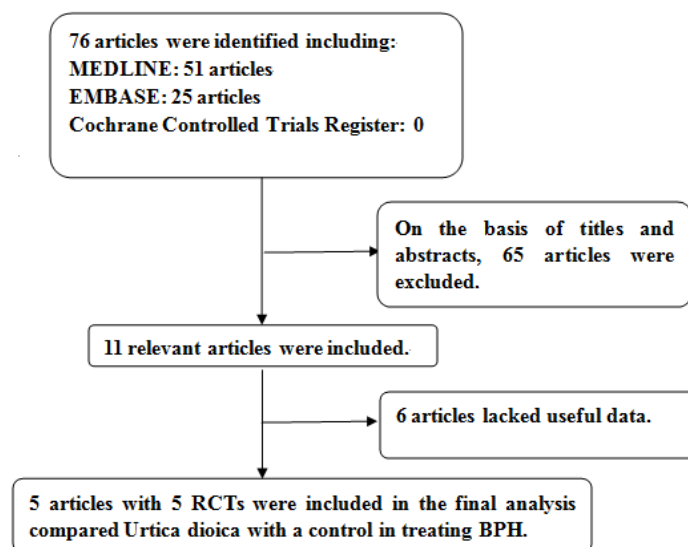 76 articles were identified including:
MEDLINE: 51 articles
EMBASE: 25 articles
Cochrane Controlled Trials Register: 0
On the basis of titles and
abstracts, 65 articles were
excluded.
11 relevant articles were included.
6 articles lacked useful data.
5 articles with 5 RCTs were included in the final analysis
compared Urtica dioica with a control in treating BPH.